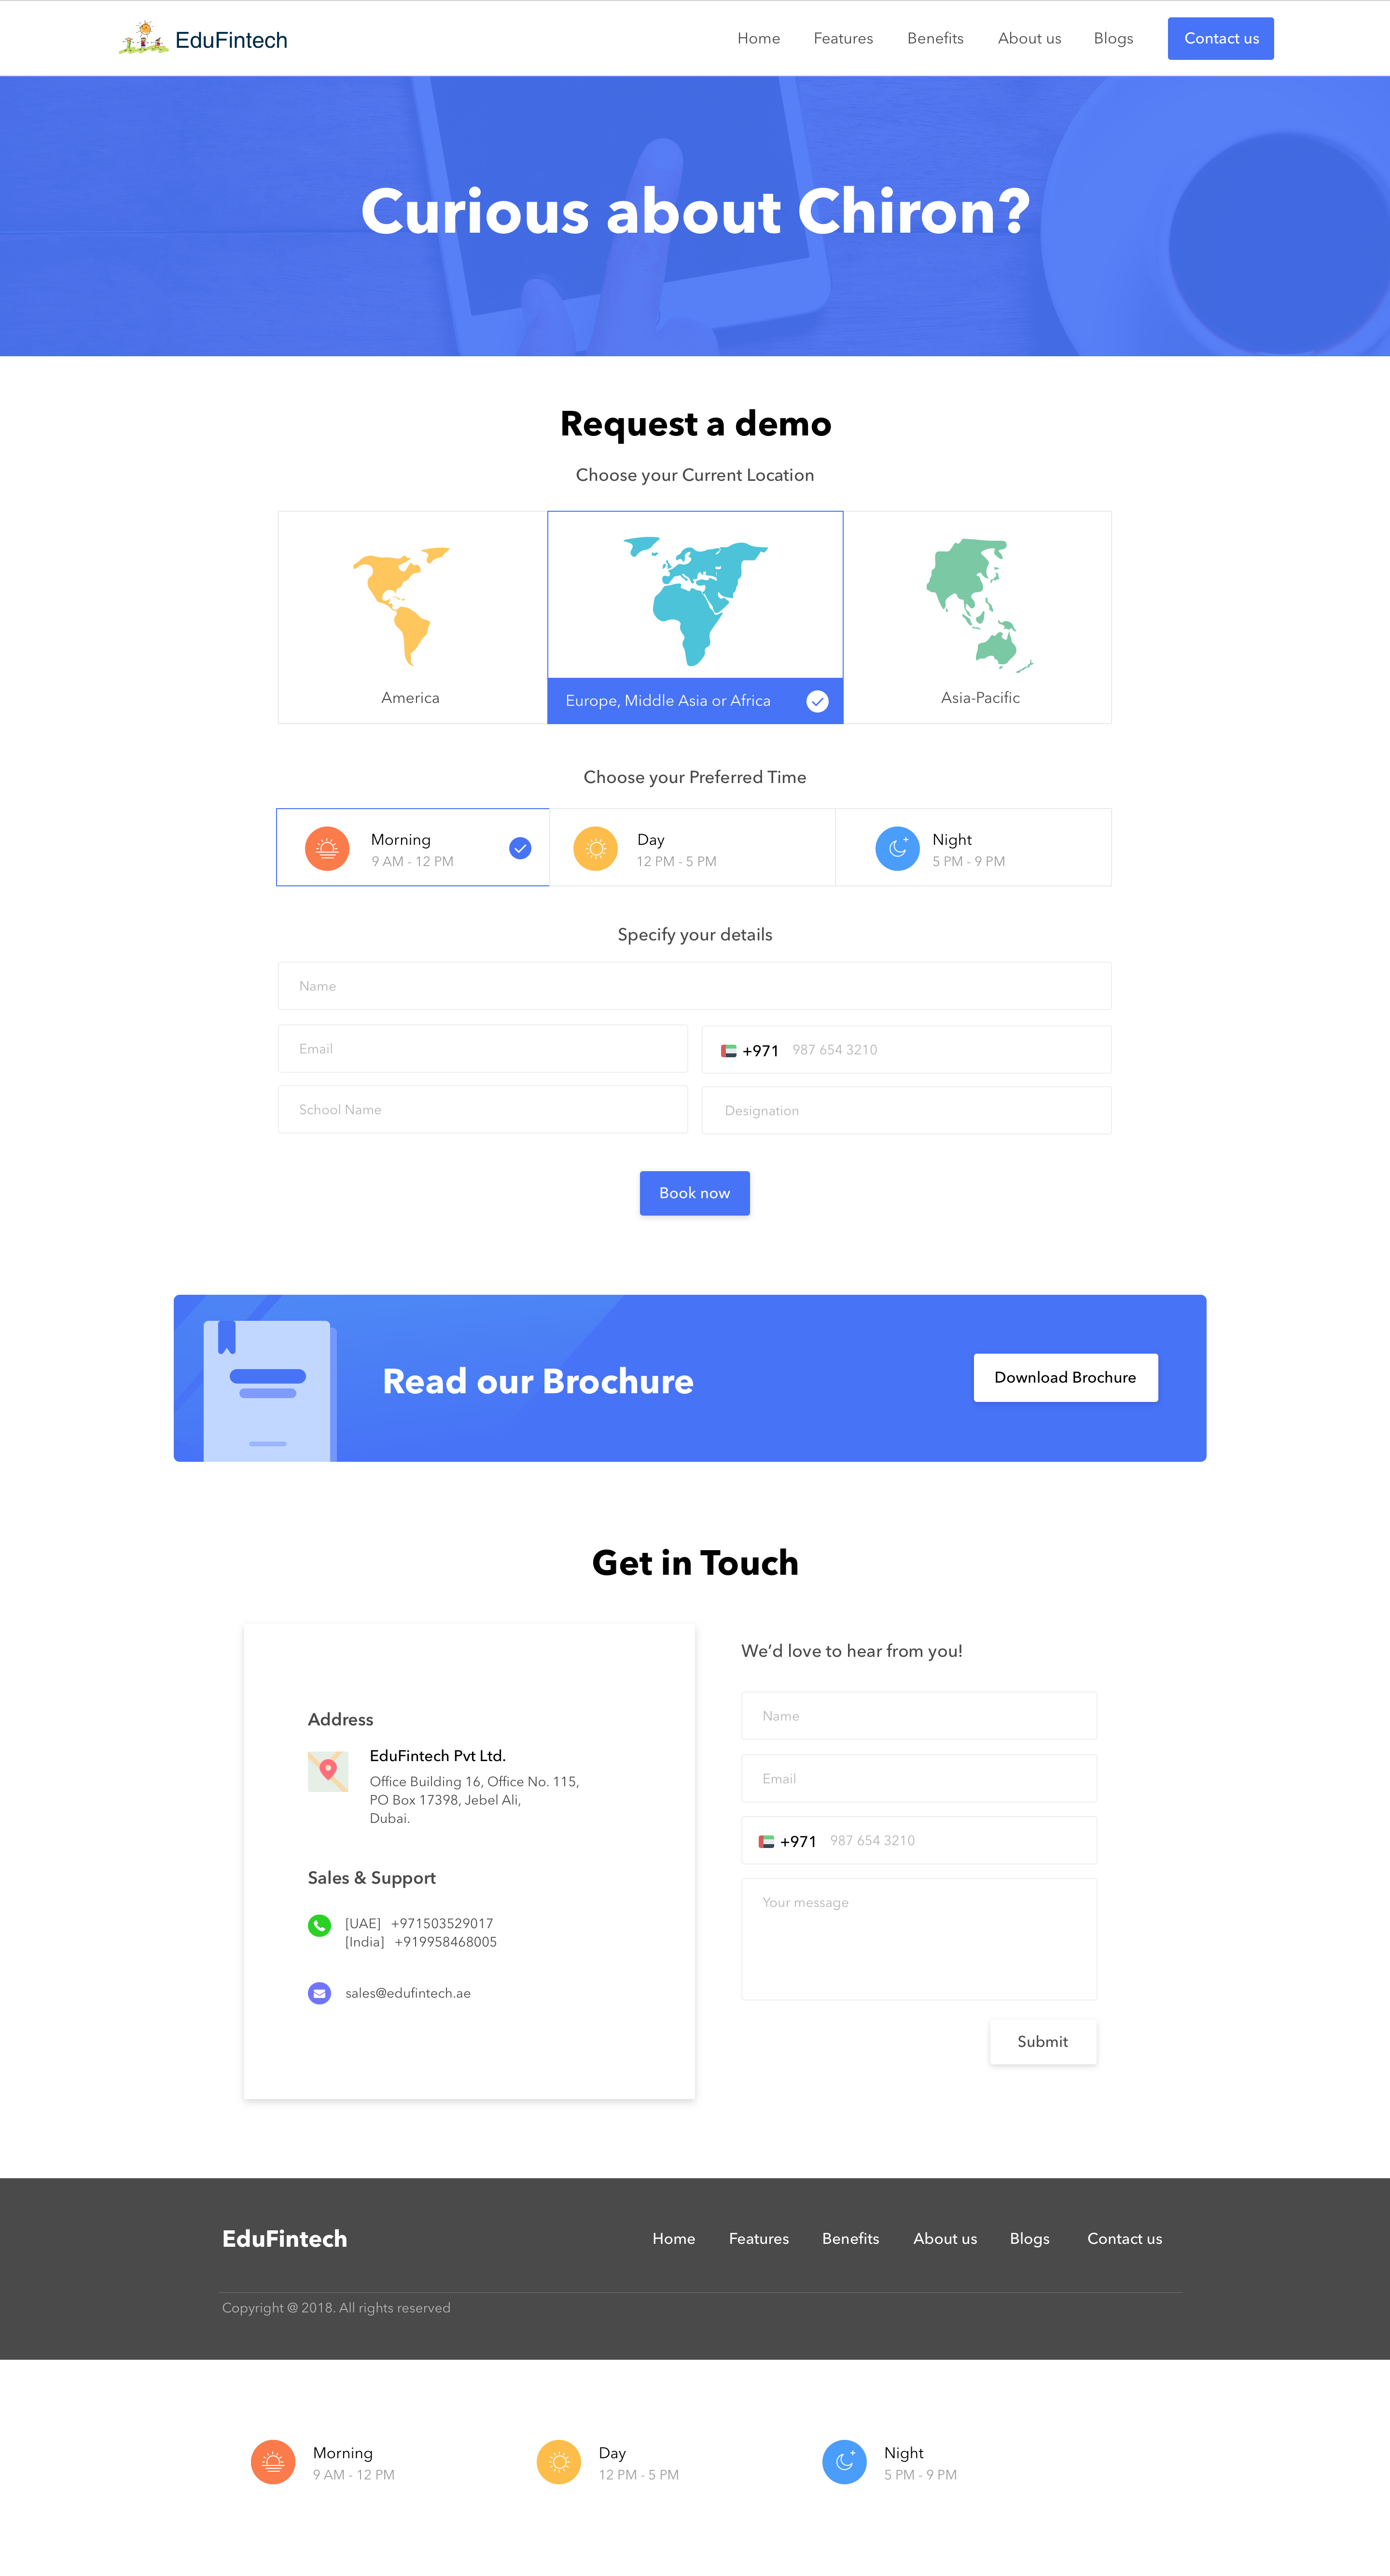 EduFintech
Home Features Benefits About us Blogs Contact us
Curious about Chiron?
Request a demo
Choose your Current Location
America
Europe, Middle Asia or Africa
Asia-Pacific
Choose your Preferred Time
Morning
9 AM - 12 PM
Day
12 PM - 5 PM
Night
5 PM - 9 PM
Specify your details
Name
Email
+971 987 654 3210
School Name
Designation
Book now
Read our Brochure
Download Brochure
Get in Touch
Address
EduFintech Pvt Ltd.
Office Building 16, Office No. 115,
PO Box 17398, Jebel Ali,
Dubai.
Sales & Support
[UAE] +971503529017
[India] +919958468005
sales@edufintech.ae
We’d love to hear from you!
Name
Email
+971 987 654 3210
Your message
Submit
EduFintech
Home Features Benefits About us Blogs Contact us
Copyright @ 2018. All rights reserved
Morning
9 AM - 12 PM
Day
12 PM - 5 PM
Night
5 PM - 9 PM